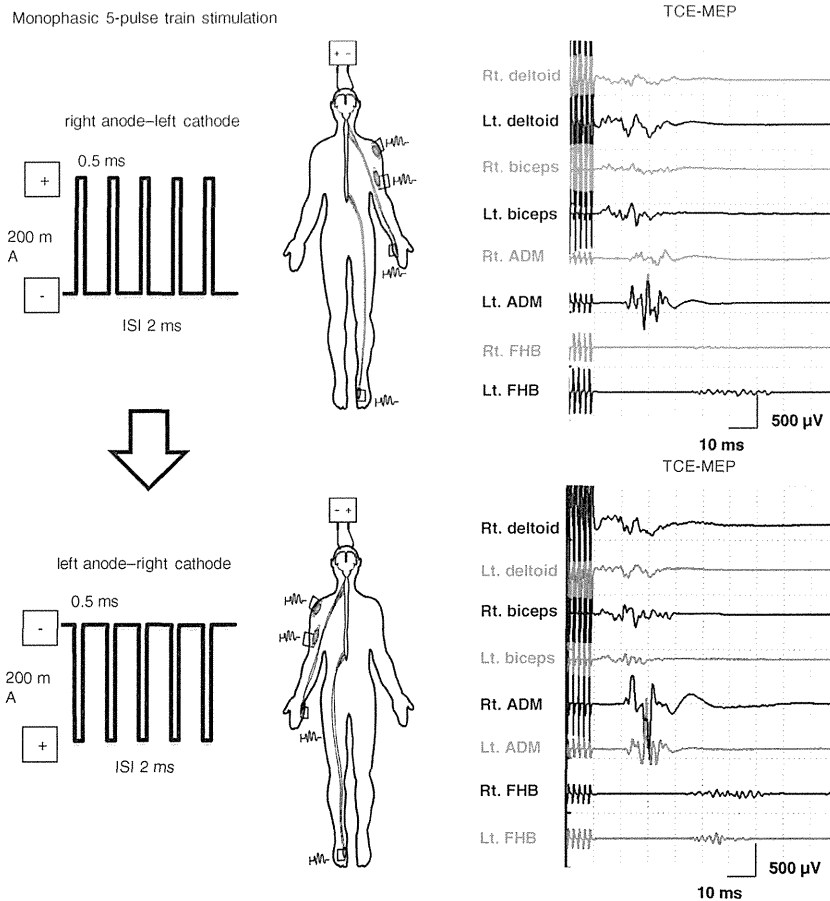 Monophasic 5-pulse train stimulation
right anode–left cathode
0.5 ms
+
200 m
A
-
ISI 2 ms
+ -
TCE-MEP
Rt. deltoid
Lt. deltoid
Rt. biceps
Lt. biceps
Rt. ADM
Lt. ADM
Rt. FHB
Lt. FHB
500 µV
10 ms
left anode–right cathode
0.5 ms
-
200 m
A
+
ISI 2 ms
- +
TCE-MEP
Rt. deltoid
Lt. deltoid
Rt. biceps
Lt. biceps
Rt. ADM
Lt. ADM
Rt. FHB
Lt. FHB
500 µV
10 ms